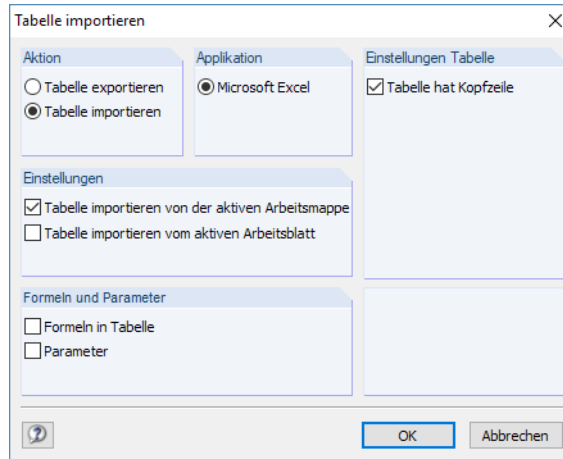 Tabelle importieren
Aktion
Tabelle exportieren
Tabelle importieren
Applikation
Microsoft Excel
Einstellungen Tabelle
Tabelle hat Kopfzeile
Einstellungen
Tabelle importieren von der aktiven Arbeitsmappe
Tabelle importieren vom aktiven Arbeitsblatt
Formeln und Parameter
Formeln in Tabelle
Parameter
OK
Abbrechen